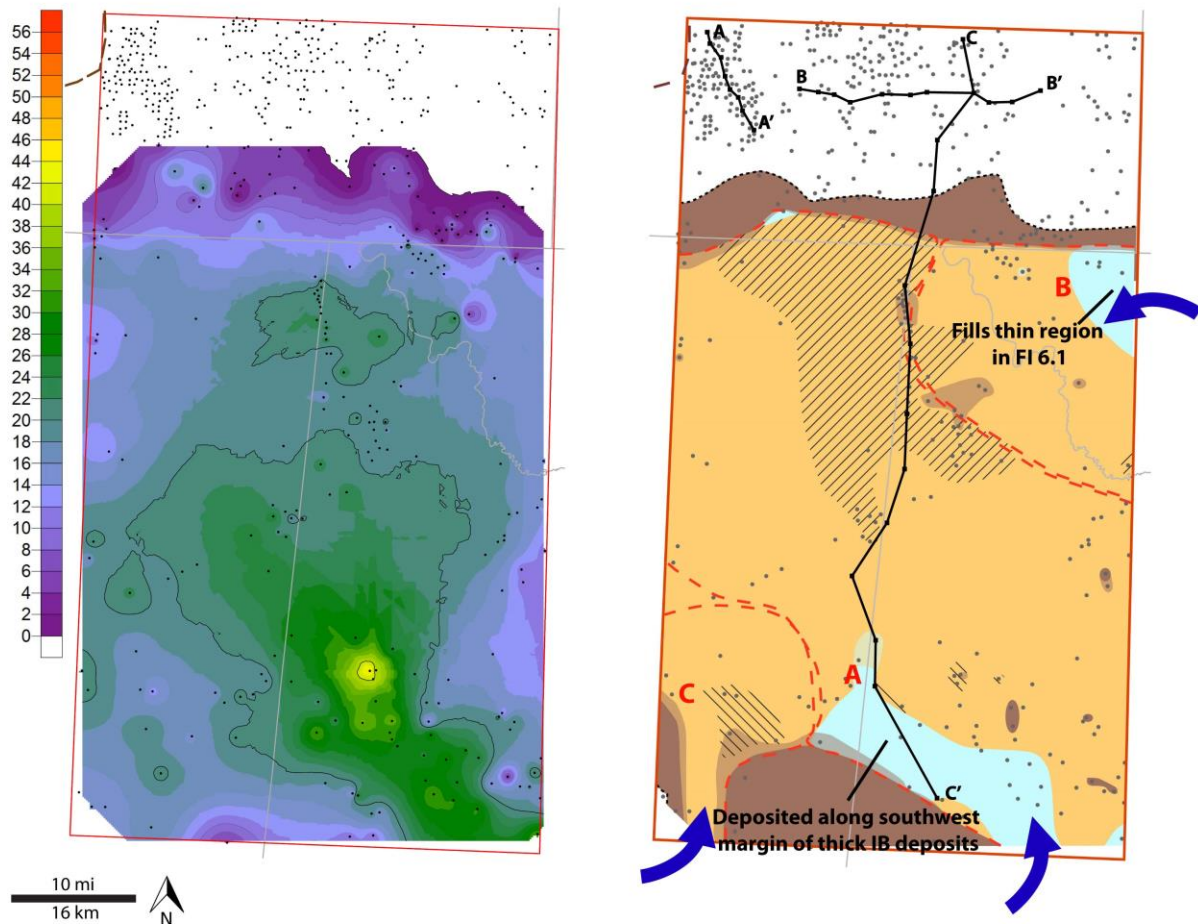 56
54
52
50
48
46
44
42
40
38
36
34
32
30
28
26
24
22
20
18
16
14
12
10
8
6
4
2
0
10 mi
16 km
N
A
C
B
B'
A'
B
Fills thin region
in FI 6.1
A
C
C'
Deposited along southwest
margin of thick IB deposits